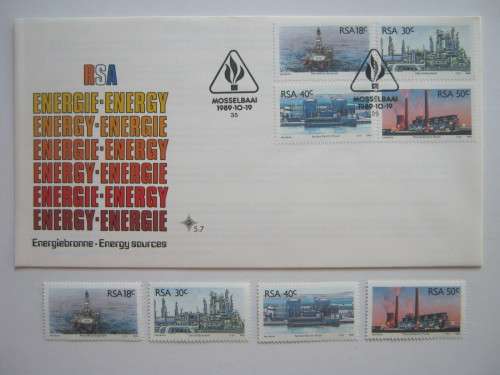 RSA
ENERGIE·ENERGY
ENERGY·ENERGIE
ENERGIE·ENERGY
ENERGY·ENERGIE
ENERGIE·ENERGY
ENERGY·ENERGIE
Energiebronne · Energy sources
5.7
MOSSELBAAI
1989·10·19
35
RSA 18c
RSA 30c
MOSSELBAAI
1989·10·19
35
RSA 40c
RSA 50c
RSA 18c
RSA 30c
RSA 40c
RSA 50c